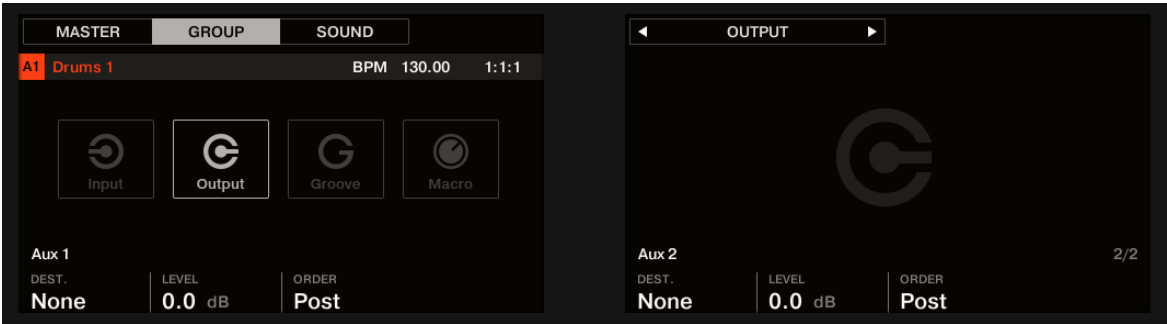 MASTER GROUP SOUND
A1 Drums 1 BPM 130.00 1:1:1
Input Output Groove Macro
Aux 1
DEST. LEVEL ORDER
None 0.0 dB Post
OUTPUT
Aux 2 2/2
DEST. LEVEL ORDER
None 0.0 dB Post